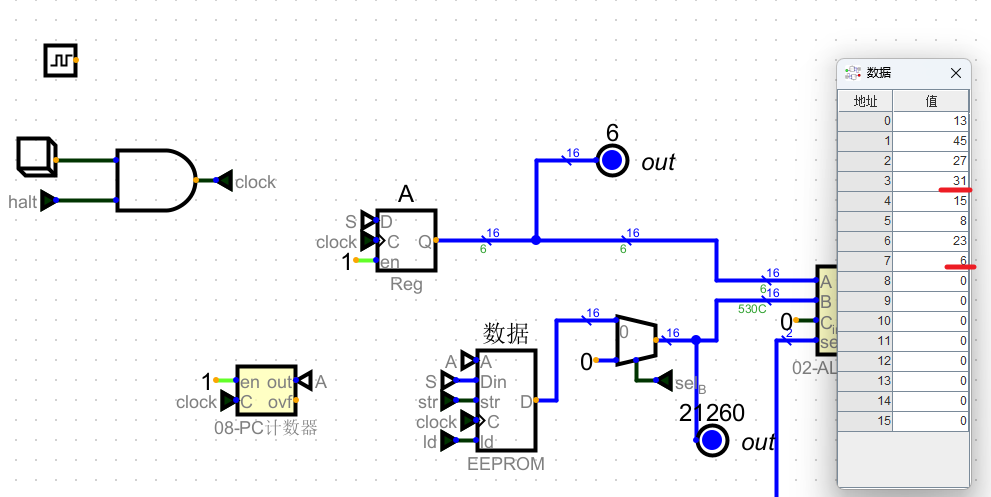 halt
clock
A
S
D
clock
C
Q
1
en
Reg
16
6
16
6
6
out
16
16
6
16
530C
A
B
0
C in
2
se
02-AL
1
en
out
A
clock
C
ovf
08-PC计数器
数据
A
A
S
Din
str
str
clock
C
D
ld
ld
EEPROM
16
0
0
16
sel B
21260
out
数据
地址 值
0 13
1 45
2 27
3 31
4 15
5 8
6 23
7 6
8 0
9 0
10 0
11 0
12 0
13 0
14 0
15 0